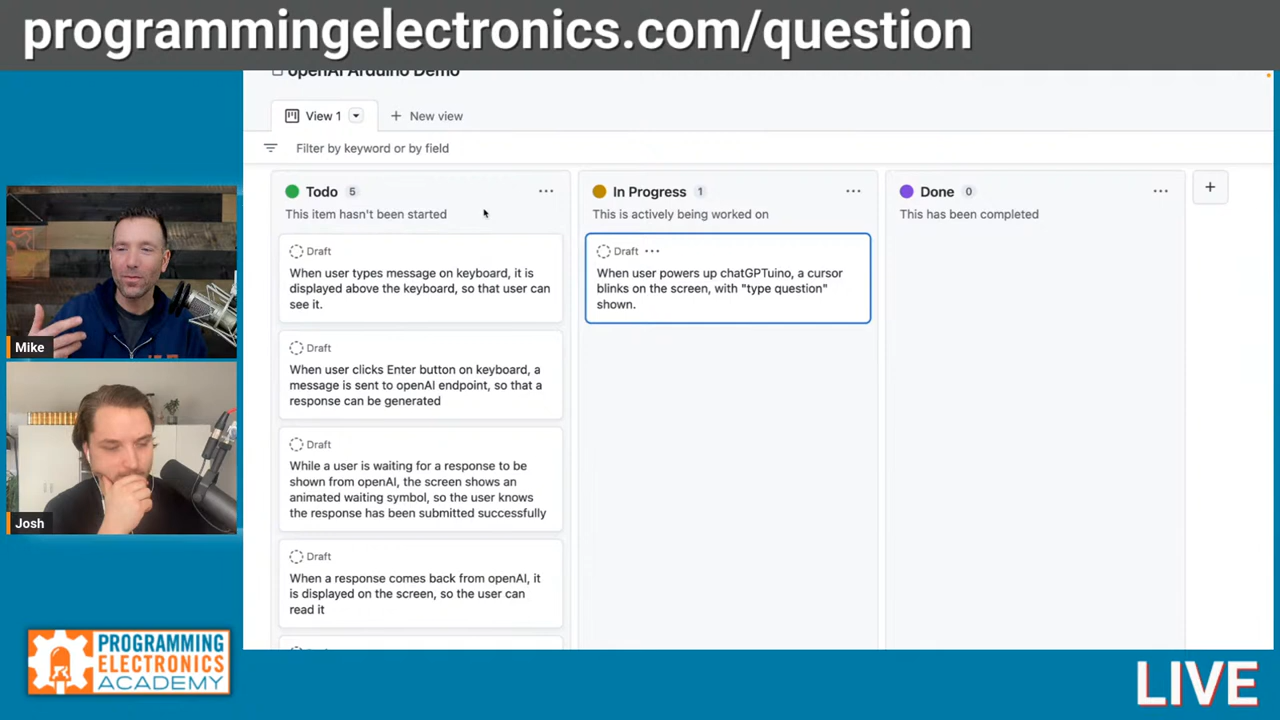 programmingelectronics.com/question
openAI Arduino Demo
View 1
New view
Filter by keyword or by field
Todo 5
This item hasn't been started
Draft
When user types message on keyboard, it is
displayed above the keyboard, so that user can
see it.
Draft
When user clicks Enter button on keyboard, a
message is sent to openAI endpoint, so that a
response can be generated
Draft
While a user is waiting for a response to be
shown from openAI, the screen shows an
animated waiting symbol, so the user knows
the response has been submitted successfully
Draft
When a response comes back from openAI, it
is displayed on the screen, so the user can
read it
In Progress 1
This is actively being worked on
Draft
When user powers up chatGPTuino, a cursor
blinks on the screen, with "type question"
shown.
Done 0
This has been completed
Mike
Josh
PROGRAMMING
ELECTRONICS
ACADEMY
LIVE